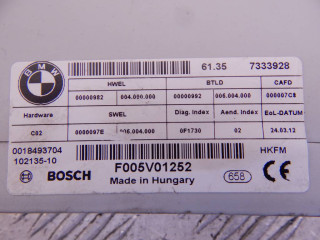 BMW
61.35 7333928
HWEL BTLD CAFD
00000982 004.000.000 00000992 005.004.000 000007C8
Hardware SWEL Diag. Index Aend. Index EoL-DATUM
C02 0000007E 006.004.000 0F1730 02 24.03.12
0018493704 HKFM
102135-10
BOSCH F005V01252
Made in Hungary 658